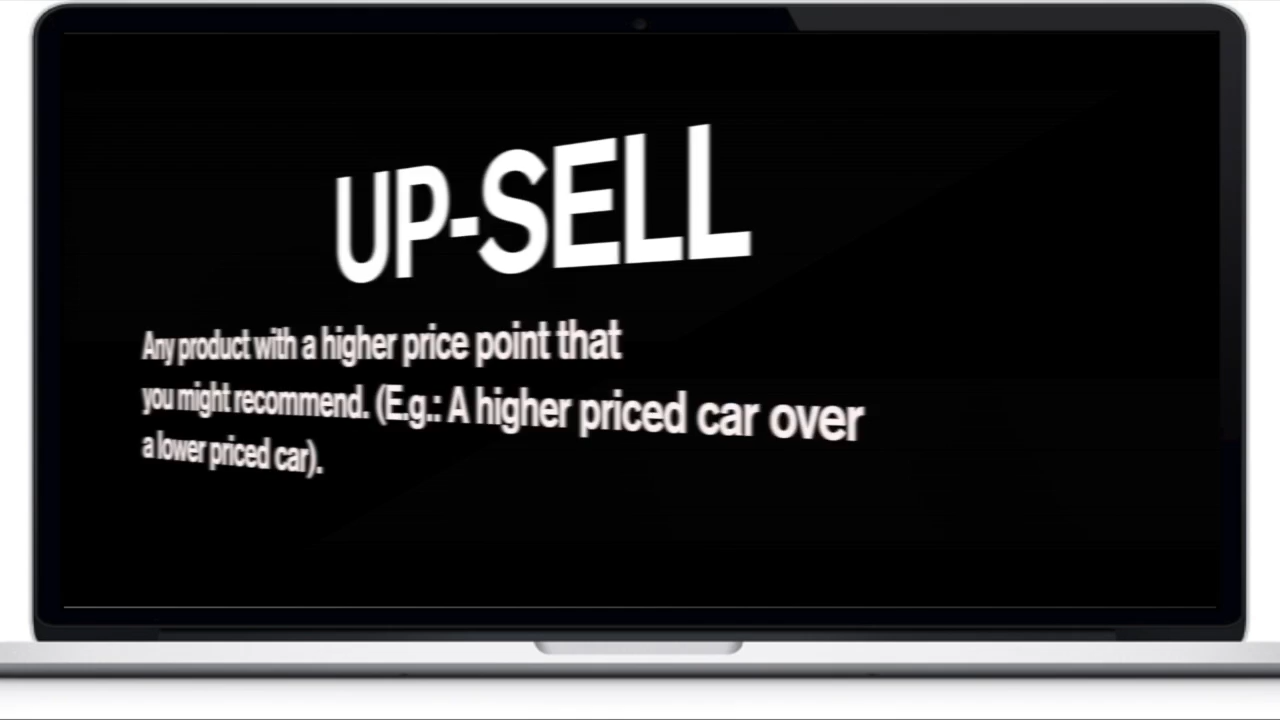 UP-SELL
Any product with a higher price point that
you might recommend. (E.g.: A higher priced car over
a lower priced car).